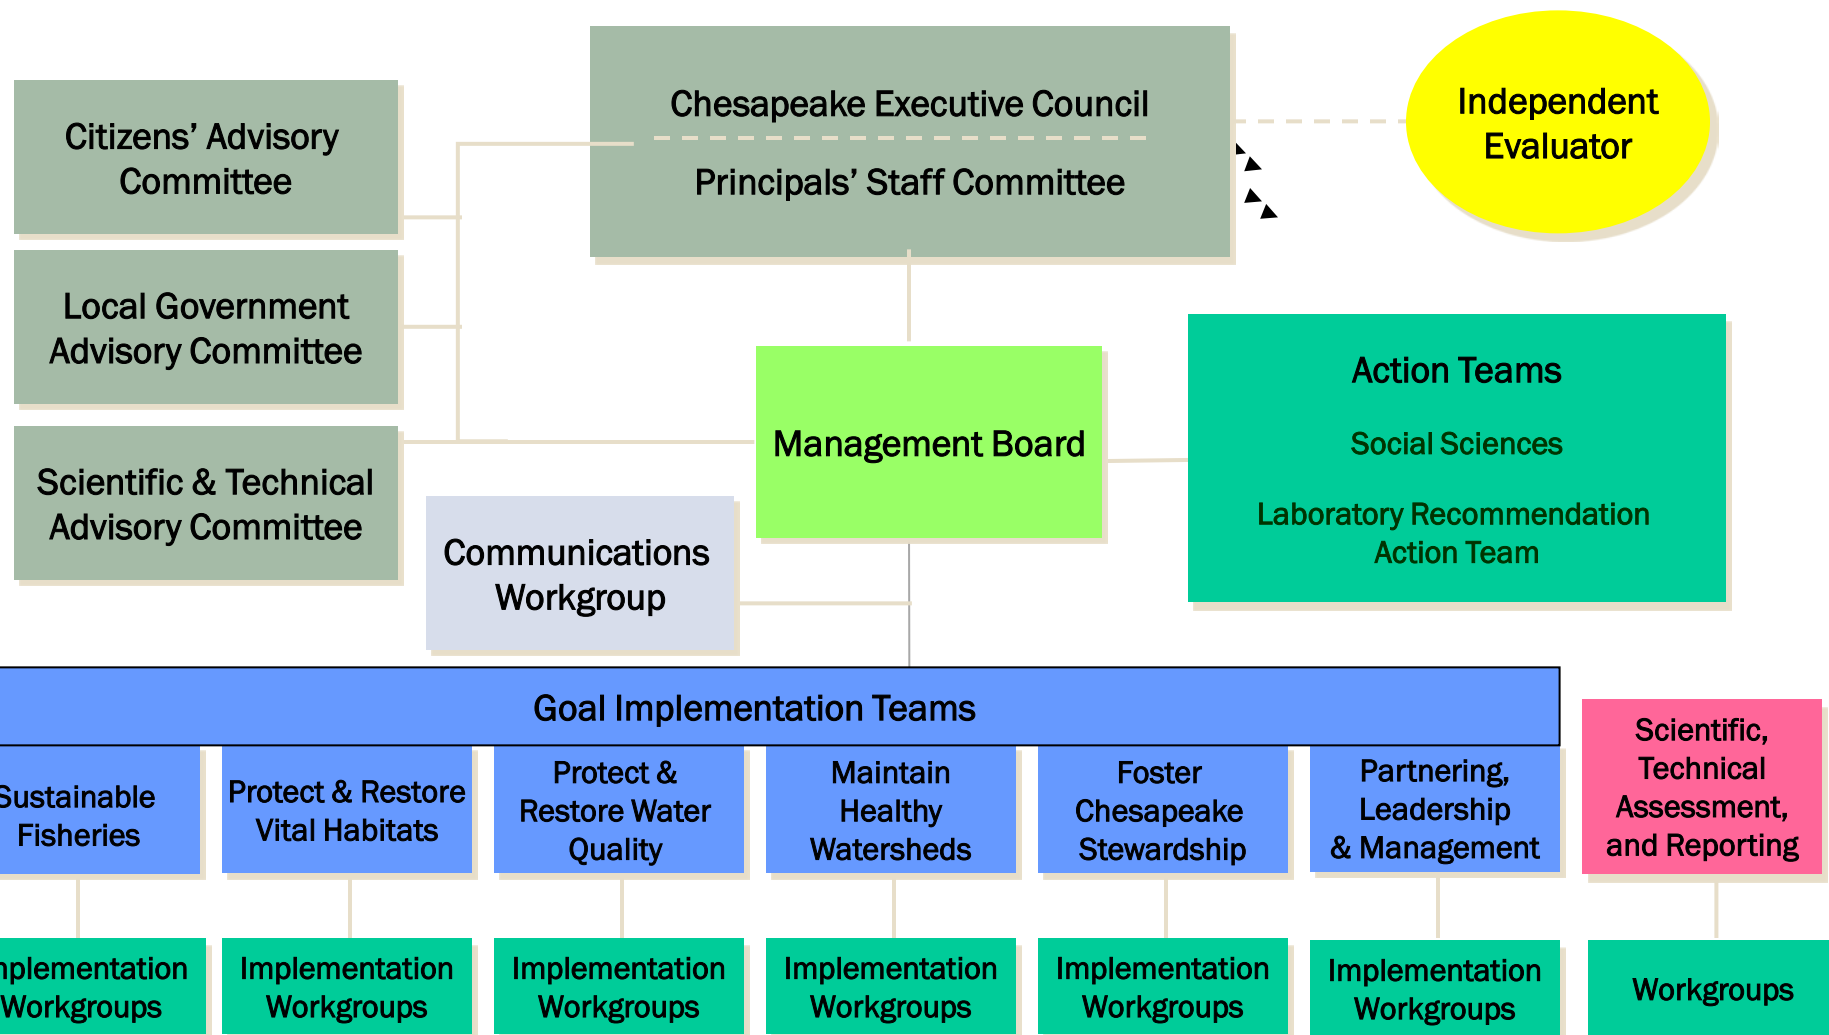 Chesapeake Executive Council
Principals’ Staff Committee
Independent
Evaluator
Citizens’ Advisory
Committee
Local Government
Advisory Committee
Scientific & Technical
Advisory Committee
Management Board
Action Teams
Social Sciences
Laboratory Recommendation
Action Team
Communications
Workgroup
Goal Implementation Teams
Sustainable
Fisheries
Protect & Restore
Vital Habitats
Protect &
Restore Water
Quality
Maintain
Healthy
Watersheds
Foster
Chesapeake
Stewardship
Partnering,
Leadership
& Management
Scientific,
Technical
Assessment,
and Reporting
mplementation
Workgroups
Implementation
Workgroups
Implementation
Workgroups
Implementation
Workgroups
Implementation
Workgroups
Implementation
Workgroups
Workgroups